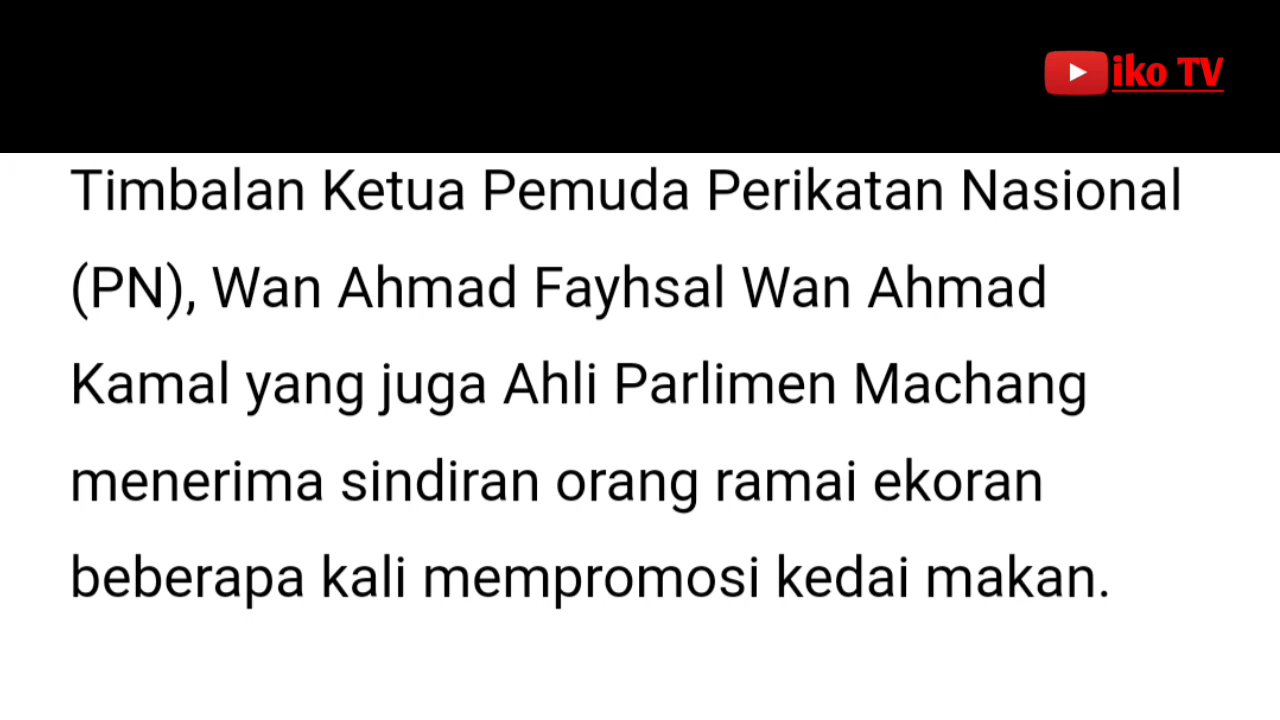 iko TV
Timbalan Ketua Pemuda Perikatan Nasional
(PN), Wan Ahmad Fayhsal Wan Ahmad
Kamal yang juga Ahli Parlimen Machang
menerima sindiran orang ramai ekoran
beberapa kali mempromosi kedai makan.